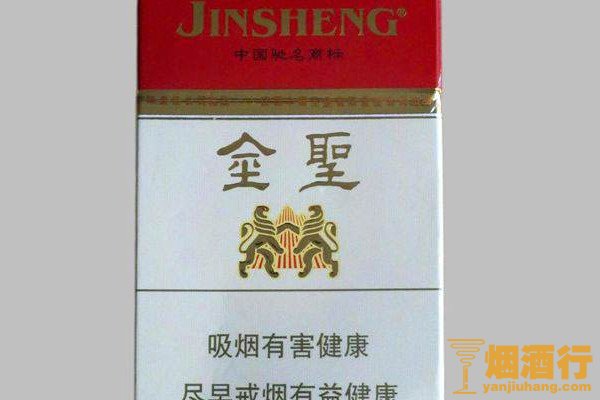 JINSHENG®
中国驰名商标
金聖
吸烟有害健康
尽早戒烟有益健康
烟酒行
yanjiuhang.com